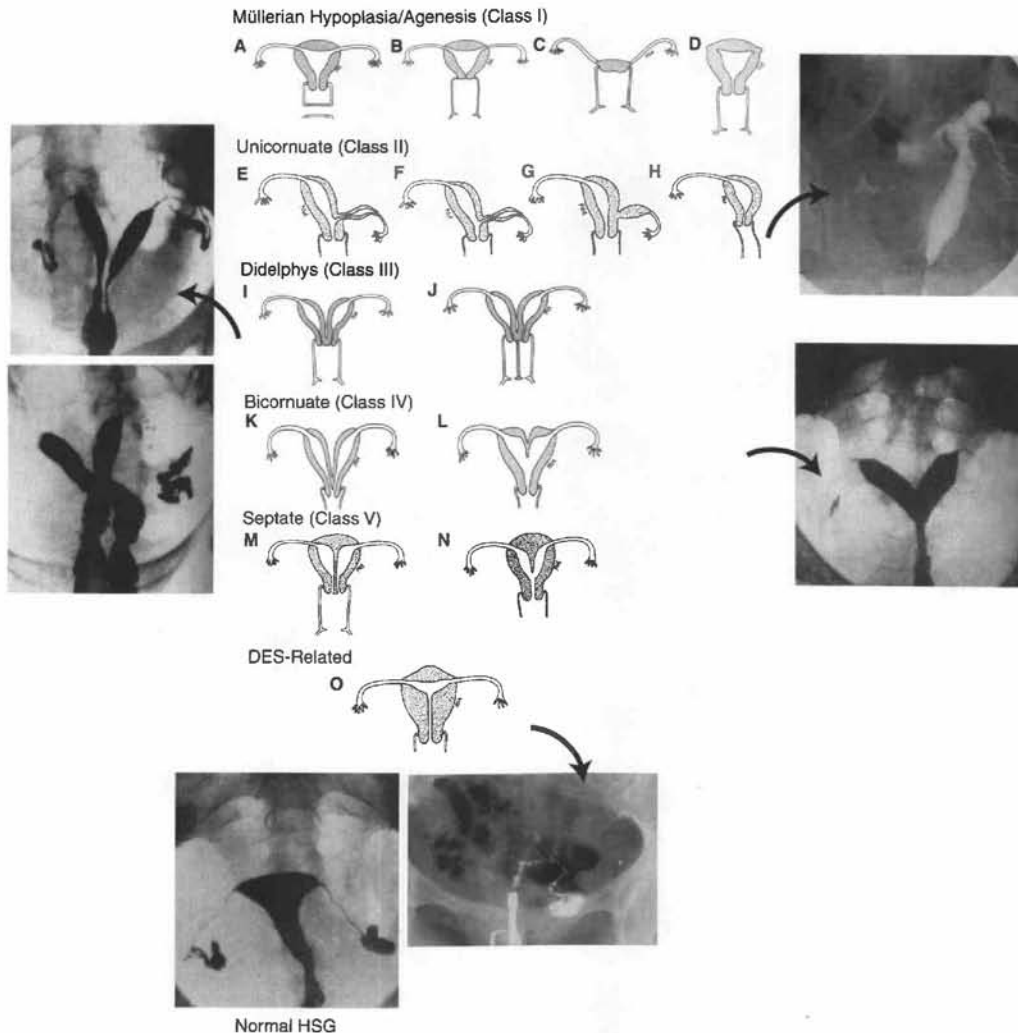 Müllerian Hypoplasia/Agenesis (Class I)
A B C D
Unicornuate (Class II)
E F G H
Didelphys (Class III)
I J
Bicornuate (Class IV)
K L
Septate (Class V)
M N
DES-Related
O
Normal HSG